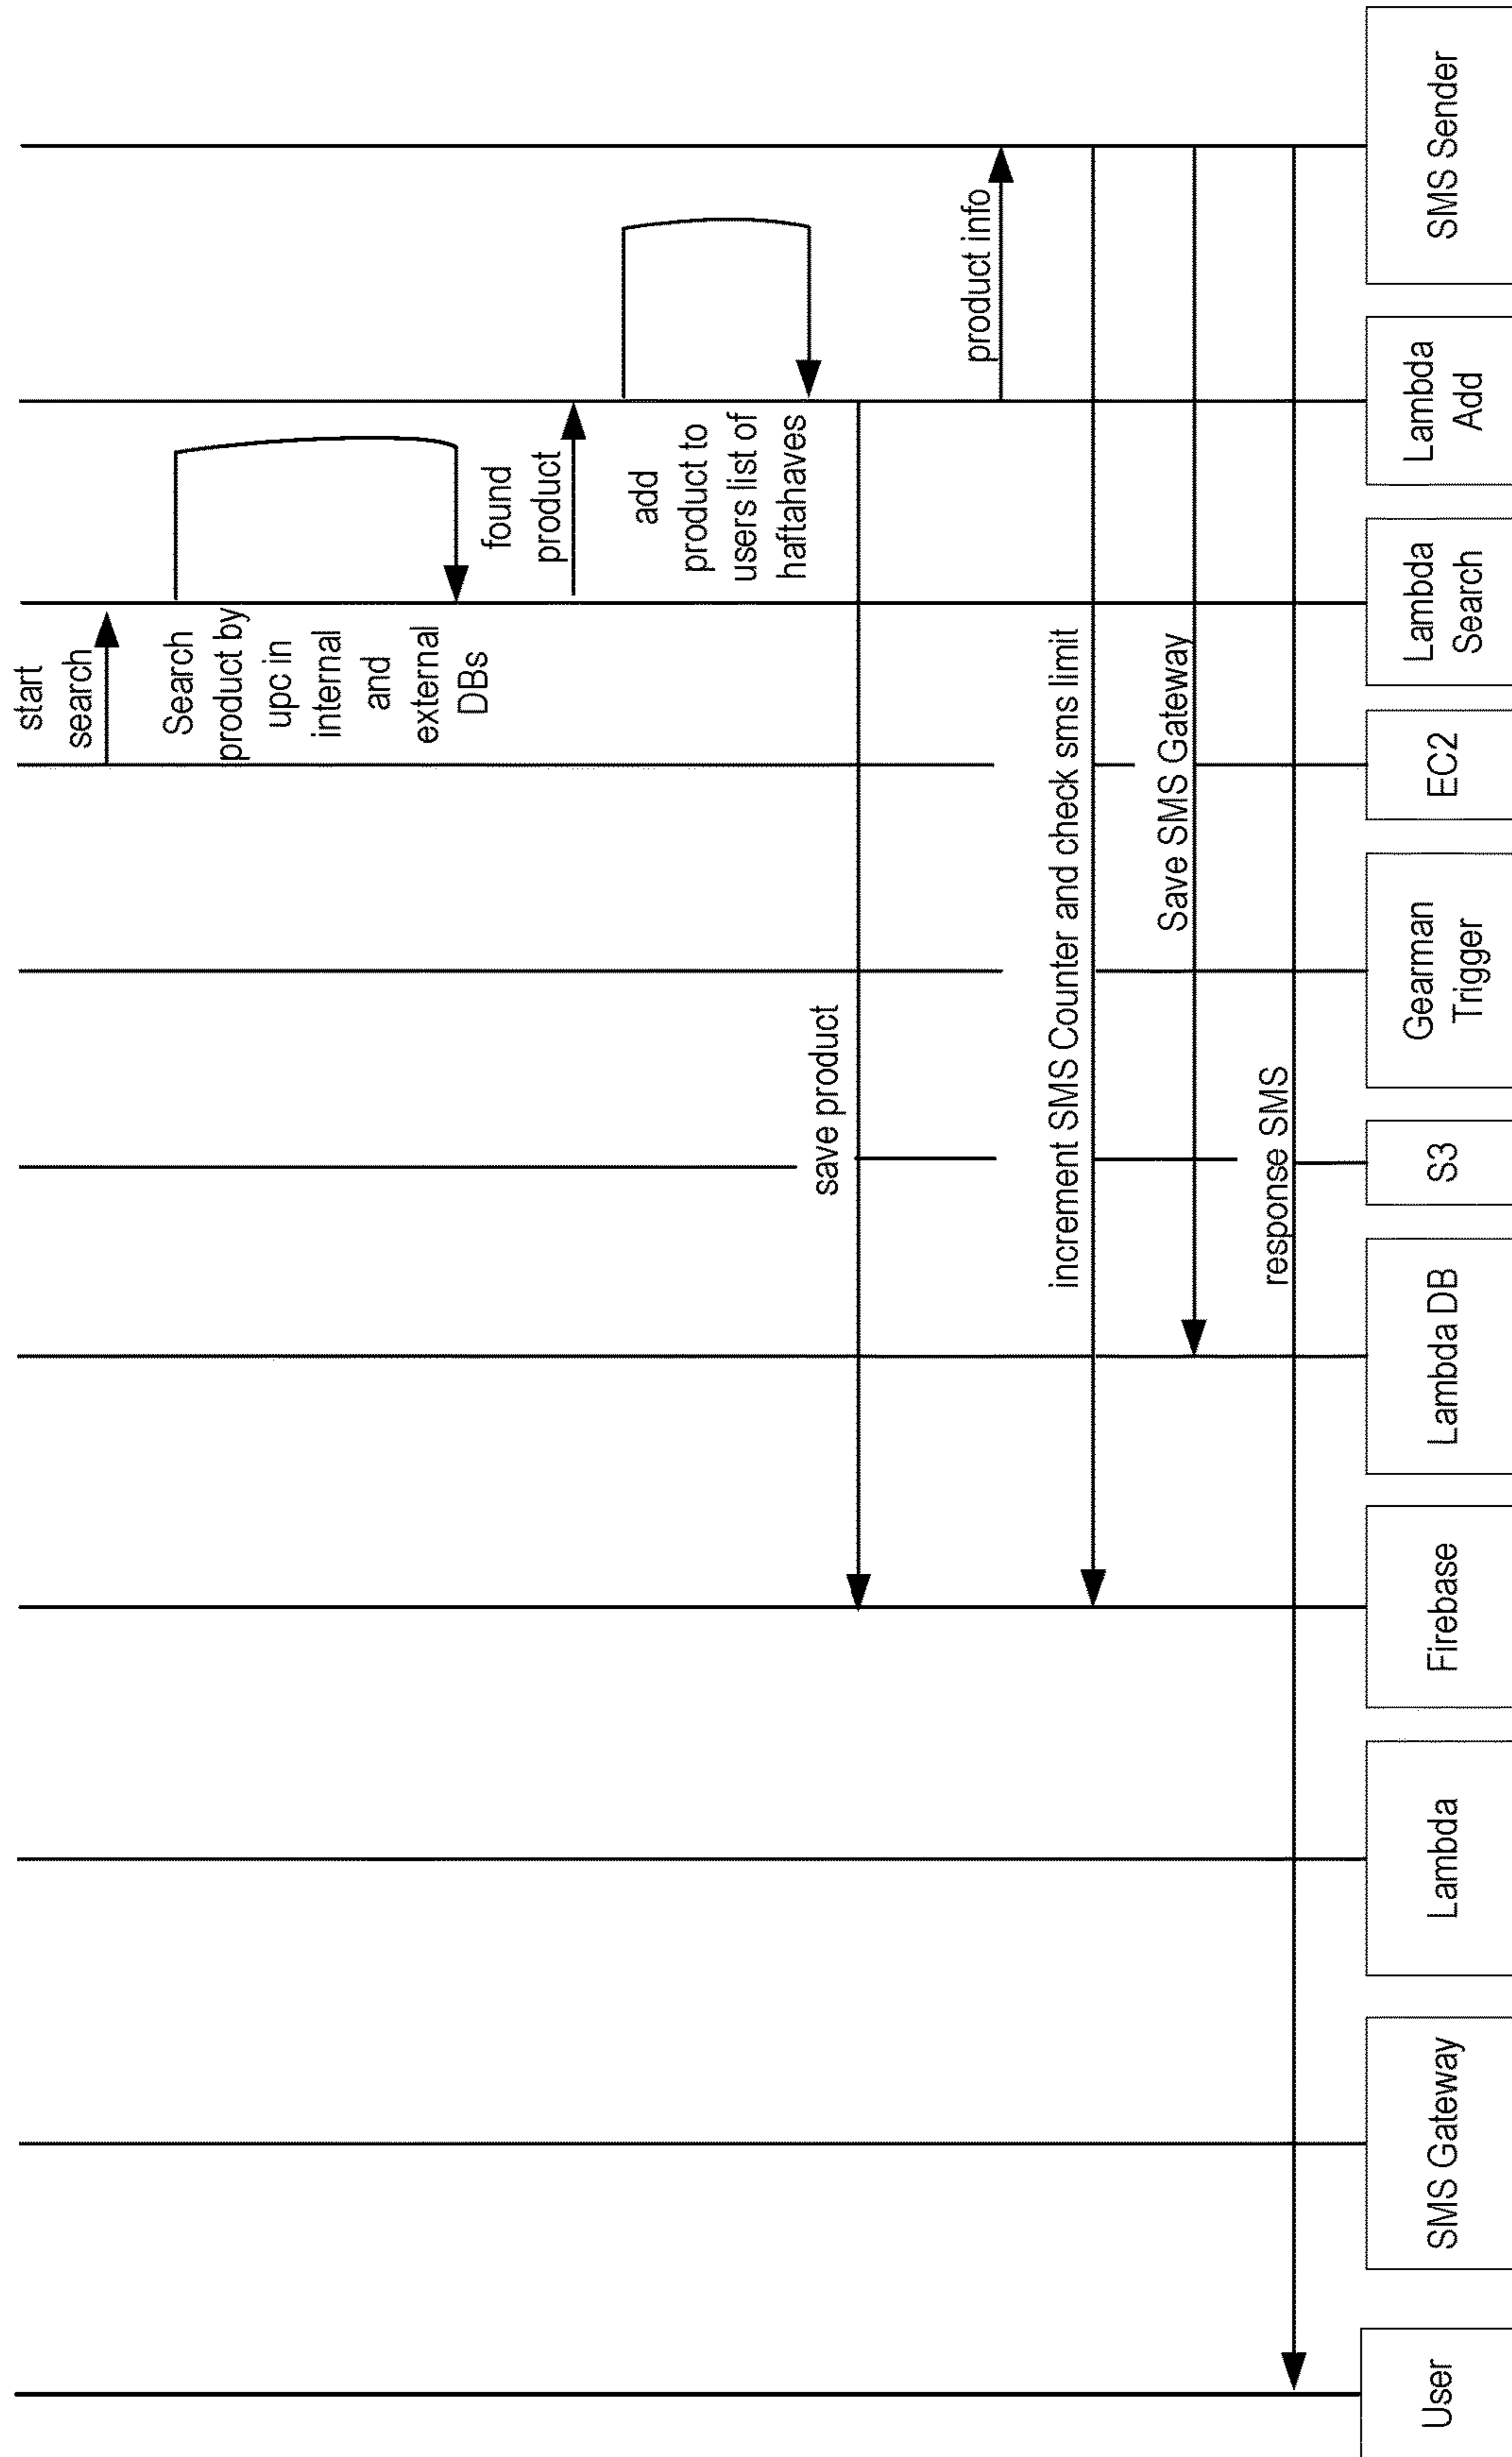 start
search
Search
product by
upc in
internal
and
external
DBs
found
product
add
product to
users list of
haftahaves
save product
product info
increment SMS Counter and check sms limit
Save SMS Gateway
response SMS
User
SMS Gateway
Lambda
Firebase
Lambda DB
S3
Gearman
Trigger
EC2
Lambda
Search
Lambda
Add
SMS Sender